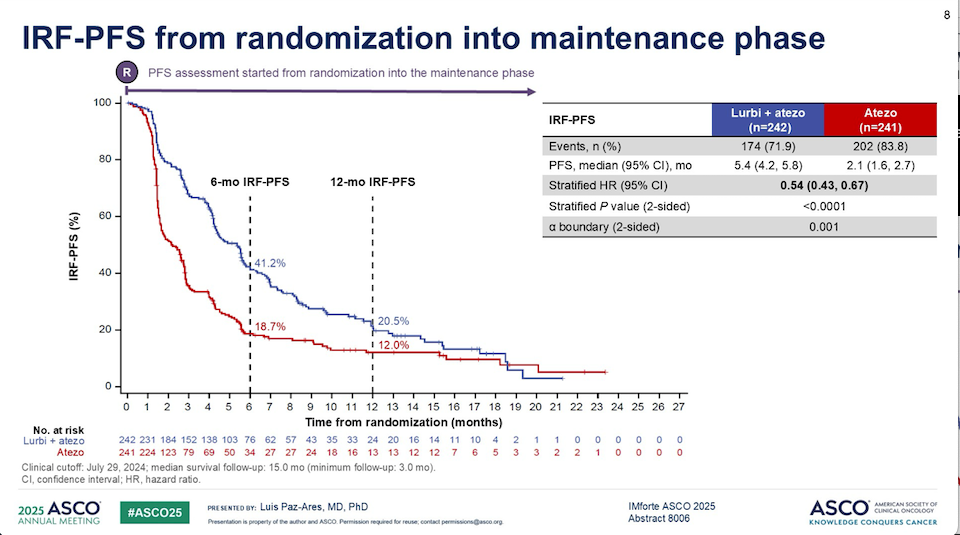 8
IRF-PFS from randomization into maintenance phase
R PFS assessment started from randomization into the maintenance phase
IRF-PFS Lurbi + atezo (n=242) Atezo (n=241)
Events, n (%) 174 (71.9) 202 (83.8)
PFS, median (95% CI), mo 5.4 (4.2, 5.8) 2.1 (1.6, 2.7)
Stratified HR (95% CI) 0.54 (0.43, 0.67)
Stratified P value (2-sided) <0.0001
α boundary (2-sided) 0.001
IRF-PFS (%)
100
80
60
40
20
0
6-mo IRF-PFS 12-mo IRF-PFS
41.2%
18.7%
20.5%
12.0%
0 1 2 3 4 5 6 7 8 9 10 11 12 13 14 15 16 17 18 19 20 21 22 23 24 25 26 27
Time from randomization (months)
No. at risk
Lurbi + atezo 242 231 184 152 138 103 76 62 57 43 35 33 24 20 16 14 11 10 4 2 1 1 0 0 0 0 0 0
Atezo 241 224 123 79 69 50 34 27 27 24 18 16 13 13 12 12 7 6 5 3 3 2 2 1 0 0 0 0
Clinical cutoff: July 29, 2024; median survival follow-up: 15.0 mo (minimum follow-up: 3.0 mo).
CI, confidence interval; HR, hazard ratio.
2025 ASCO
ANNUAL MEETING
#ASCO25
PRESENTED BY: Luis Paz-Ares, MD, PhD
Presentation is property of the author and ASCO. Permission required for reuse; contact permissions@asco.org.
IMforte ASCO 2025
Abstract 8006
ASCO AMERICAN SOCIETY OF CLINICAL ONCOLOGY
KNOWLEDGE CONQUERS CANCER